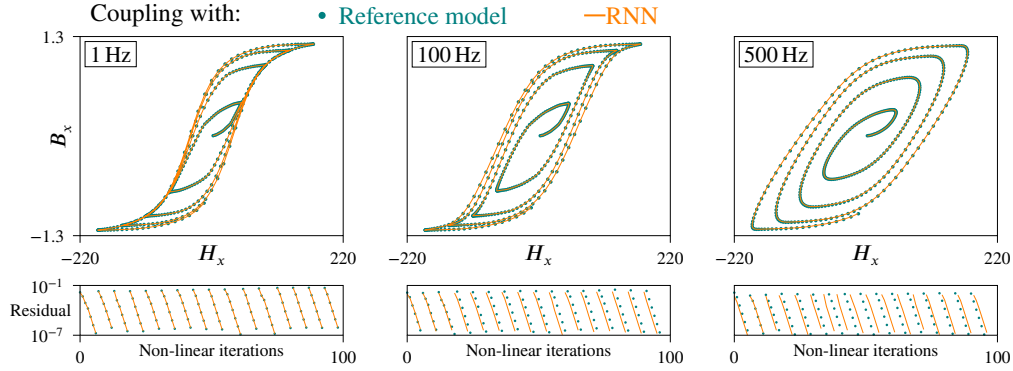 Coupling with: Reference model RNN
1.3 1 Hz 100 Hz 500 Hz
B_x
−1.3
−220 H_x 220 −220 H_x 220 −220 H_x 220
10^−1
Residual
10^−7
0 Non-linear iterations 100 0 Non-linear iterations 100 0 Non-linear iterations 100